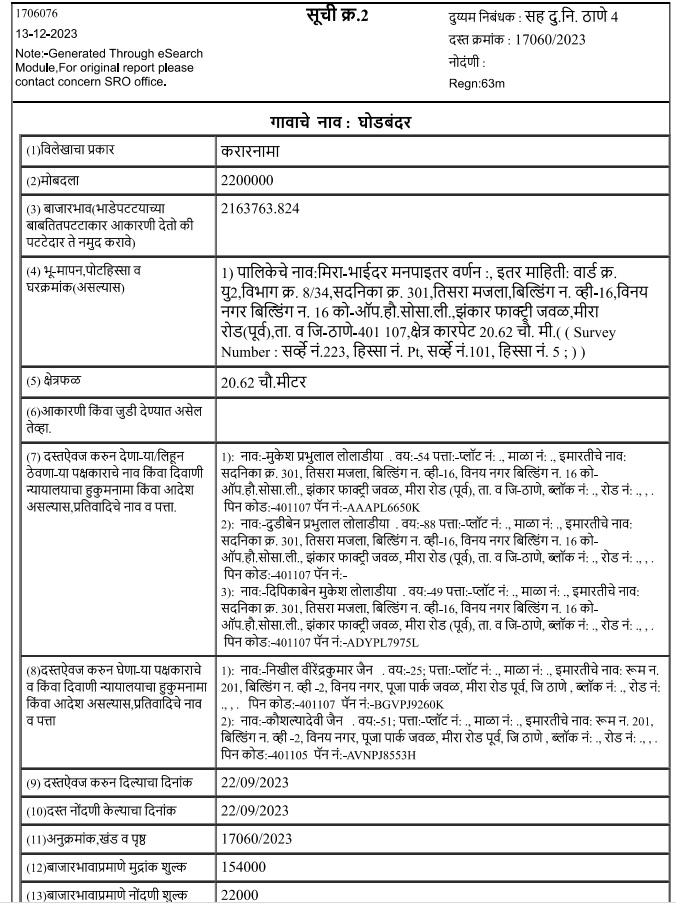 1706076
13-12-2023
Note:-Generated Through eSearch
Module,For original report please
contact concern SRO office.
सूची क्र.2
दुय्यम निबंधक : सह दु.नि. ठाणे 4
दस्त क्रमांक : 17060/2023
नोदंणी :
Regn:63m
गावाचे नाव : घोडबंदर
(1)विलेखाचा प्रकार
करारनामा
(2)मोबदला
2200000
(3) बाजारभाव(भाडेपटटयाच्या
बाबतितपटटाकार आकारणी देतो की
पटटेदार ते नमुद करावे)
2163763.824
(4) भू-मापन,पोटहिस्सा व
घरक्रमांक(असल्यास)
1) पालिकेचे नाव:मिरा-भाईदर मनपाइतर वर्णन :, इतर माहिती: वार्ड क्र.
यु2,विभाग क्र. 8/34,सदनिका क्र. 301,तिसरा मजला,बिल्डिंग न. व्ही-16,विनय
नगर बिल्डिंग न. 16 को-ऑप.हौ.सोसा.ली.,झंकार फाक्ट्री जवळ,मीरा
रोड(पूर्व),ता. व जि-ठाणे-401 107,क्षेत्र कारपेट 20.62 चौ. मी.( ( Survey
Number : सर्व्हे नं.223, हिस्सा नं. Pt, सर्व्हे नं.101, हिस्सा नं. 5 ; ) )
(5) क्षेत्रफळ
20.62 चौ.मीटर
(6)आकारणी किंवा जुडी देण्यात असेल
तेव्हा.
(7) दस्तऐवज करुन देणा-या/लिहून
ठेवणा-या पक्षकाराचे नाव किंवा दिवाणी
न्यायालयाचा हुकुमनामा किंवा आदेश
असल्यास,प्रतिवादिचे नाव व पत्ता.
1): नाव:-मुकेश प्रभुलाल लोलाडीया . वय:-54 पत्ता:-प्लॉट नं: ., माळा नं: ., इमारतीचे नाव:
सदनिका क्र. 301, तिसरा मजला, बिल्डिंग न. व्ही-16, विनय नगर बिल्डिंग न. 16 को-
ऑप.हौ.सोसा.ली., झंकार फाक्ट्री जवळ, मीरा रोड (पूर्व), ता. व जि-ठाणे, ब्लॉक नं: ., रोड नं: ., , .
पिन कोड:-401107 पॅन नं:-AAAPL6650K
2): नाव:-दुडीबेन प्रभुलाल लोलाडीया . वय:-88 पत्ता:-प्लॉट नं: ., माळा नं: ., इमारतीचे नाव:
सदनिका क्र. 301, तिसरा मजला, बिल्डिंग न. व्ही-16, विनय नगर बिल्डिंग न. 16 को-
ऑप.हौ.सोसा.ली., झंकार फाक्ट्री जवळ, मीरा रोड (पूर्व), ता. व जि-ठाणे, ब्लॉक नं: ., रोड नं: ., , .
पिन कोड:-401107 पॅन नं:-
3): नाव:-दिपिकाबेन मुकेश लोलाडीया . वय:-49 पत्ता:-प्लॉट नं: ., माळा नं: ., इमारतीचे नाव:
सदनिका क्र. 301, तिसरा मजला, बिल्डिंग न. व्ही-16, विनय नगर बिल्डिंग न. 16 को-
ऑप.हौ.सोसा.ली., झंकार फाक्ट्री जवळ, मीरा रोड (पूर्व), ता. व जि-ठाणे, ब्लॉक नं: ., रोड नं: ., , .
पिन कोड:-401107 पॅन नं:-ADYPL7975L
(8)दस्तऐवज करुन घेणा-या पक्षकाराचे
व किंवा दिवाणी न्यायालयाचा हुकुमनामा
किंवा आदेश असल्यास,प्रतिवादिचे नाव
व पत्ता
1): नाव:-निखील वीरेंद्रकुमार जैन . वय:-25; पत्ता:-प्लॉट नं: ., माळा नं: ., इमारतीचे नाव: रूम न.
201, बिल्डिंग न. व्ही -2, विनय नगर, पूजा पार्क जवळ, मीरा रोड पूर्व, जि ठाणे , ब्लॉक नं: ., रोड नं:
., , . पिन कोड:-401107 पॅन नं:-BGVPJ9260K
2): नाव:-कौशल्यादेवी जैन . वय:-51; पत्ता:-प्लॉट नं: ., माळा नं: ., इमारतीचे नाव: रूम न. 201,
बिल्डिंग न. व्ही -2, विनय नगर, पूजा पार्क जवळ, मीरा रोड पूर्व, जि ठाणे , ब्लॉक नं: ., रोड नं: ., , .
पिन कोड:-401105 पॅन नं:-AVNPJ8553H
(9) दस्तऐवज करुन दिल्याचा दिनांक
22/09/2023
(10)दस्त नोंदणी केल्याचा दिनांक
22/09/2023
(11)अनुक्रमांक,खंड व पृष्ठ
17060/2023
(12)बाजारभावाप्रमाणे मुद्रांक शुल्क
154000
(13)बाजारभावाप्रमाणे नोंदणी शुल्क
22000